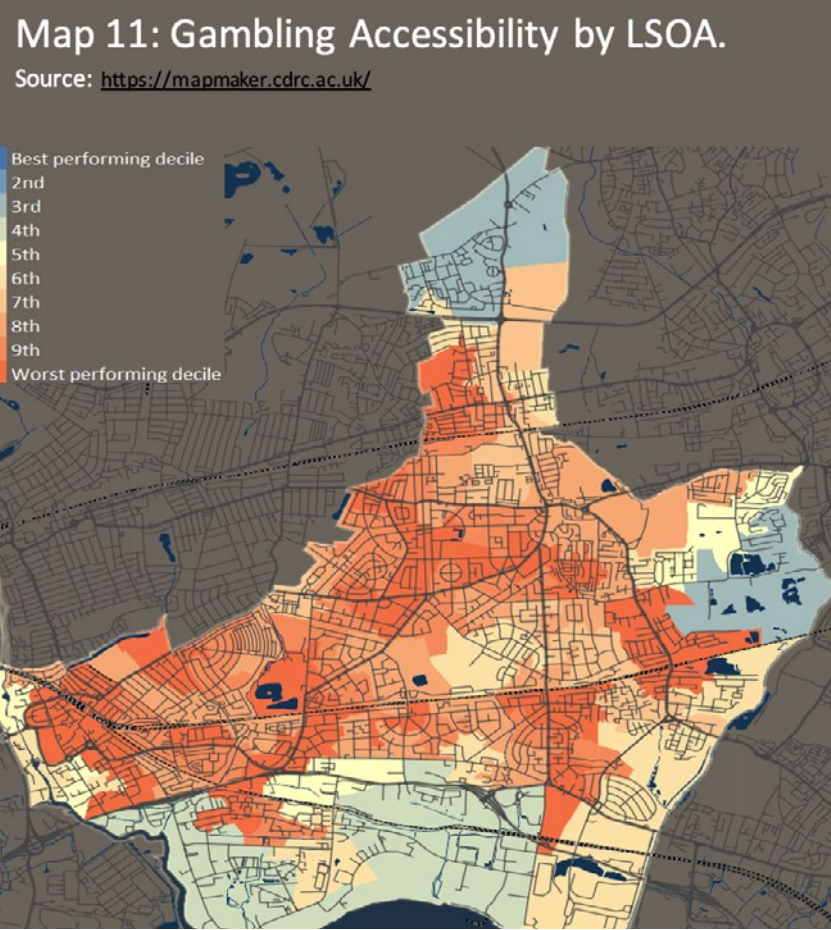 Map 11: Gambling Accessibility by LSOA.
Source: https://mapmaker.cdrc.ac.uk/
Best performing decile
2nd
3rd
4th
5th
6th
7th
8th
9th
Worst performing decile